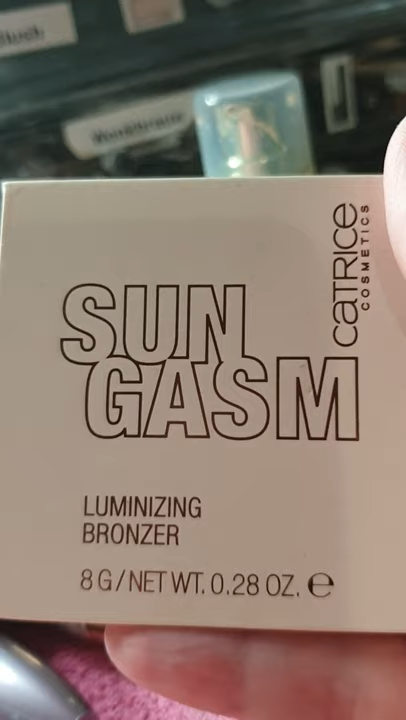 CATRICE
COSMETICS
SUN
GASM
LUMINIZING
BRONZER
8 G/NET WT. 0.28 OZ. ℮